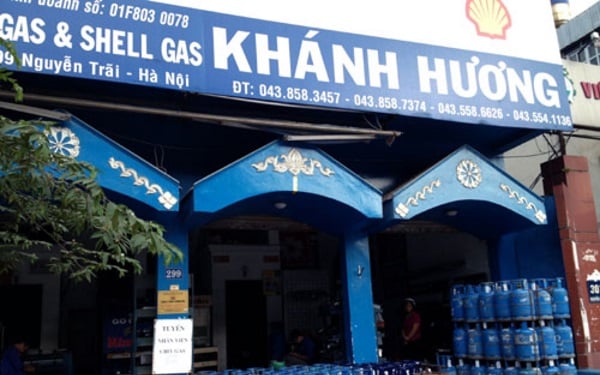 doanh số: 01F803 0078
GAS & SHELL GAS
KHÁNH HƯƠNG
99 Nguyễn Trãi - Hà Nội
ĐT: 043.858.3457 - 043.858.7374 - 043.558.6626 - 043.554.1136
299
TUYỂN
NHÂN VIÊN